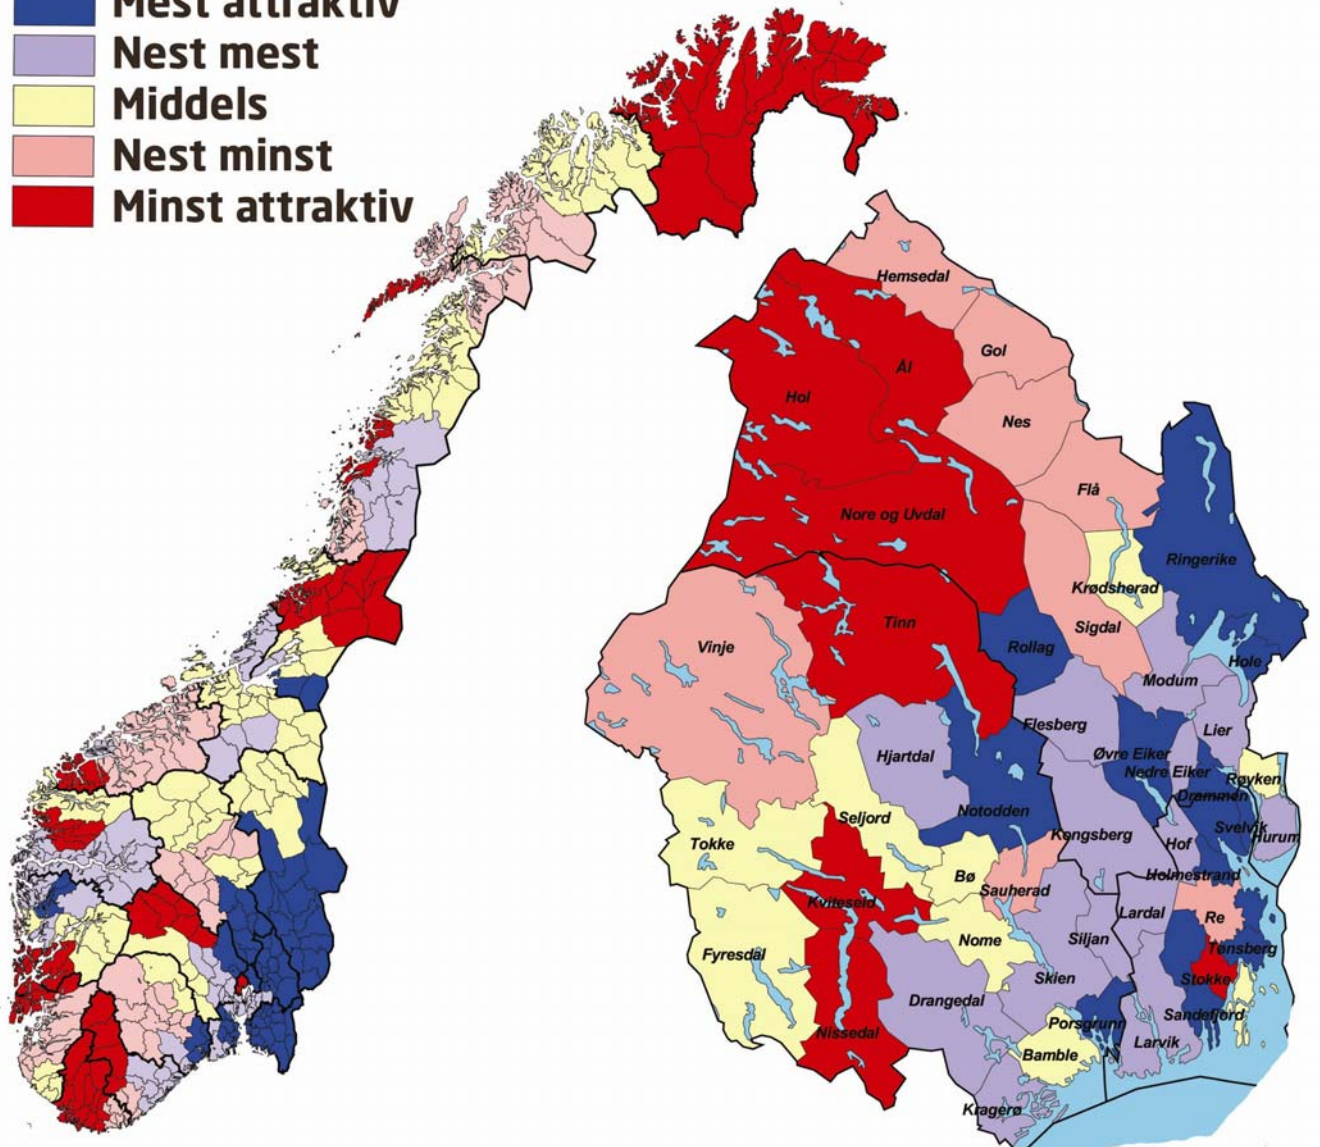 Mest attraktiv
Nest mest
Middels
Nest minst
Minst attraktiv
Hemsedal
Gol
Ål
Hol
Nes
Flå
Nore og Uvdal
Ringerike
Krødsherad
Tinn
Sigdal
Vinje
Rollag
Hole
Modum
Flesberg
Lier
Hjartdal
Øvre Eiker
Nedre Eiker
Røyken
Drammen
Notodden
Seljord
Svelvik
Hurum
Kongsberg
Tokke
Hof
Bø
Holmestrand
Sauherad
Kviteseid
Lardal
Re
Nome
Siljan
Tønsberg
Fyresdal
Skien
Stokke
Drangedal
Sandefjord
Porsgrunn
Nissedal
Larvik
Bamble
Kragerø